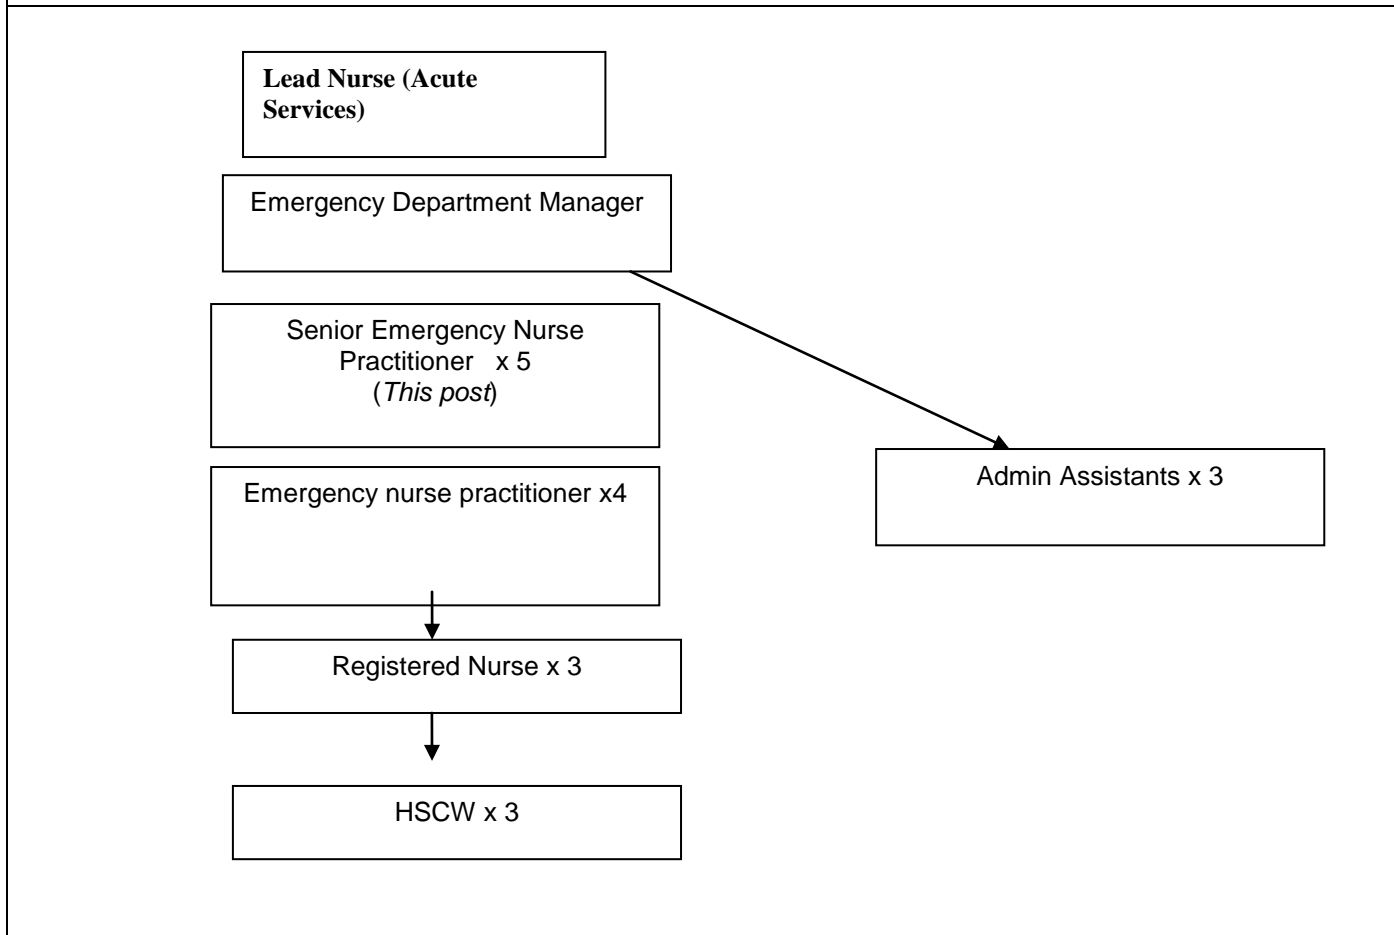 Lead Nurse (Acute
Services)
Emergency Department Manager
Senior Emergency Nurse
Practitioner   x 5
(This post)
Emergency nurse practitioner x4
Admin Assistants x 3
Registered Nurse x 3
HSCW x 3